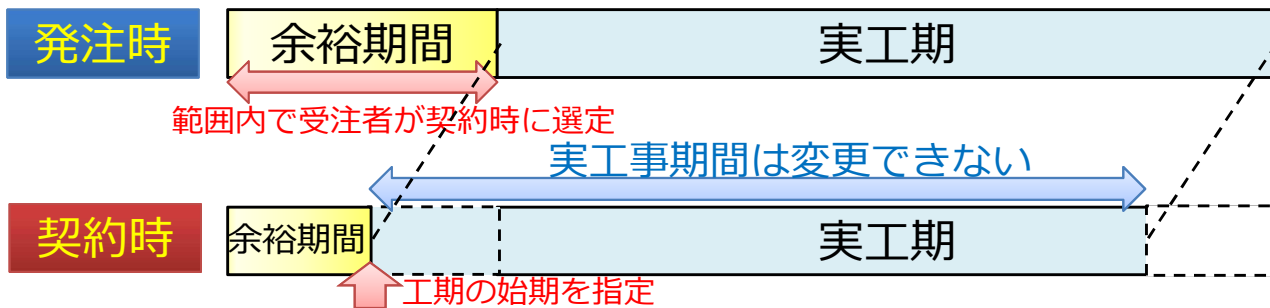 発注時
余裕期間
実工期
範囲内で受注者が契約時に選定
実工事期間は変更できない
契約時
余裕期間
実工期
工期の始期を指定